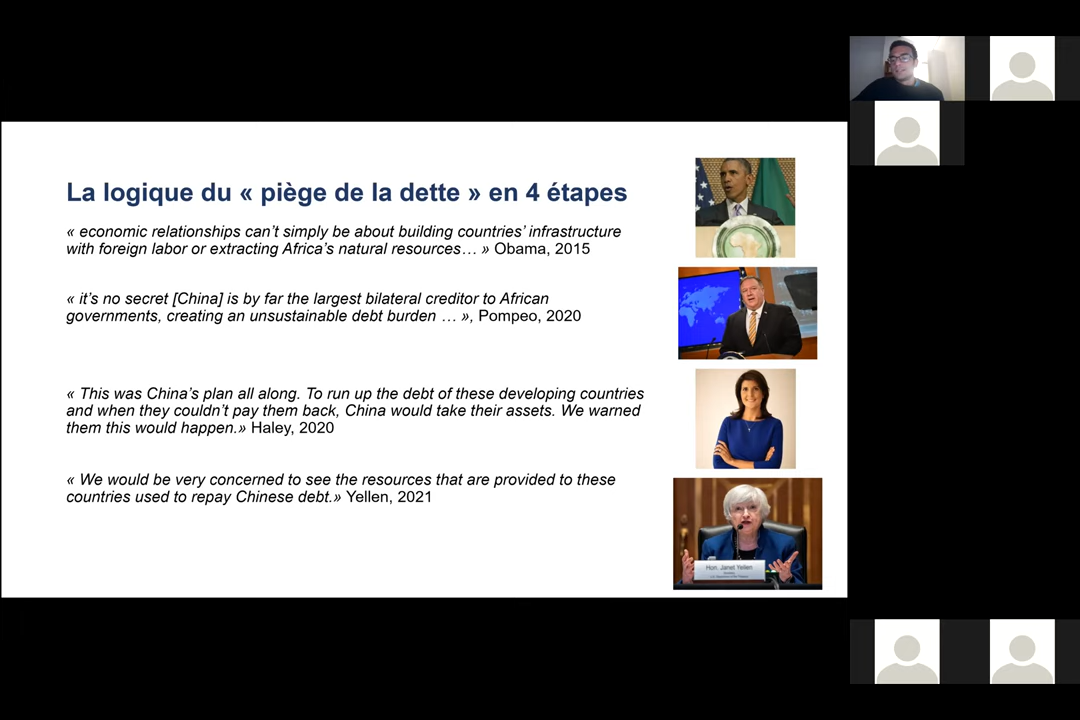 La logique du « piège de la dette » en 4 étapes
« economic relationships can’t simply be about building countries’ infrastructure
with foreign labor or extracting Africa’s natural resources… » Obama, 2015
« it’s no secret [China] is by far the largest bilateral creditor to African
governments, creating an unsustainable debt burden … », Pompeo, 2020
« This was China’s plan all along. To run up the debt of these developing countries
and when they couldn’t pay them back, China would take their assets. We warned
them this would happen.» Haley, 2020
« We would be very concerned to see the resources that are provided to these
countries used to repay Chinese debt.» Yellen, 2021
Hon. Janet Yellen